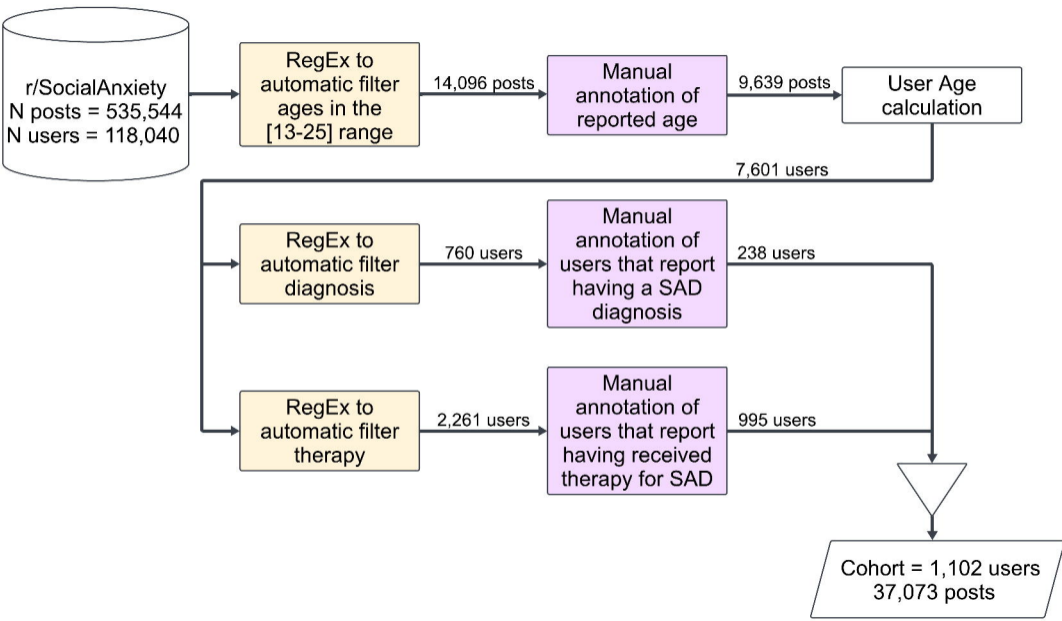 r/SocialAnxiety
N posts = 535,544
N users = 118,040
RegEx to
automatic filter
ages in the
[13-25] range
14,096 posts
Manual
annotation of
reported age
9,639 posts
User Age
calculation
7,601 users
RegEx to
automatic filter
diagnosis
760 users
Manual
annotation of
users that report
having a SAD
diagnosis
238 users
RegEx to
automatic filter
therapy
2,261 users
Manual
annotation of
users that report
having received
therapy for SAD
995 users
Cohort = 1,102 users
37,073 posts